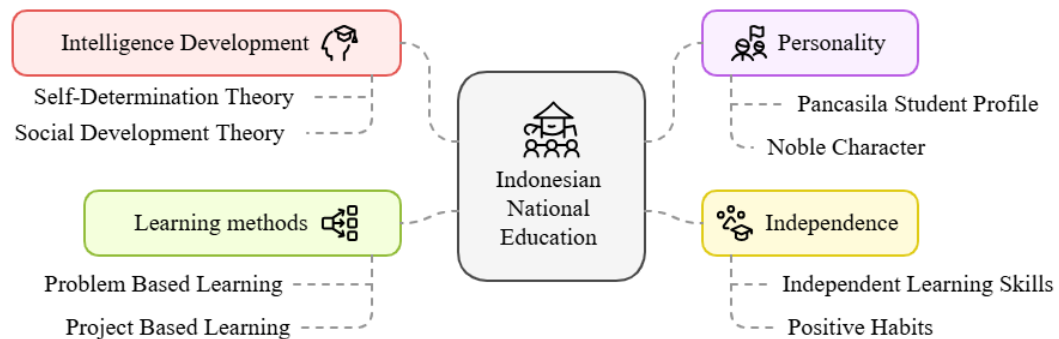 Intelligence Development
Self-Determination Theory
Social Development Theory
Learning methods
Problem Based Learning
Project Based Learning
Indonesian
National
Education
Personality
Pancasila Student Profile
Noble Character
Independence
Independent Learning Skills
Positive Habits